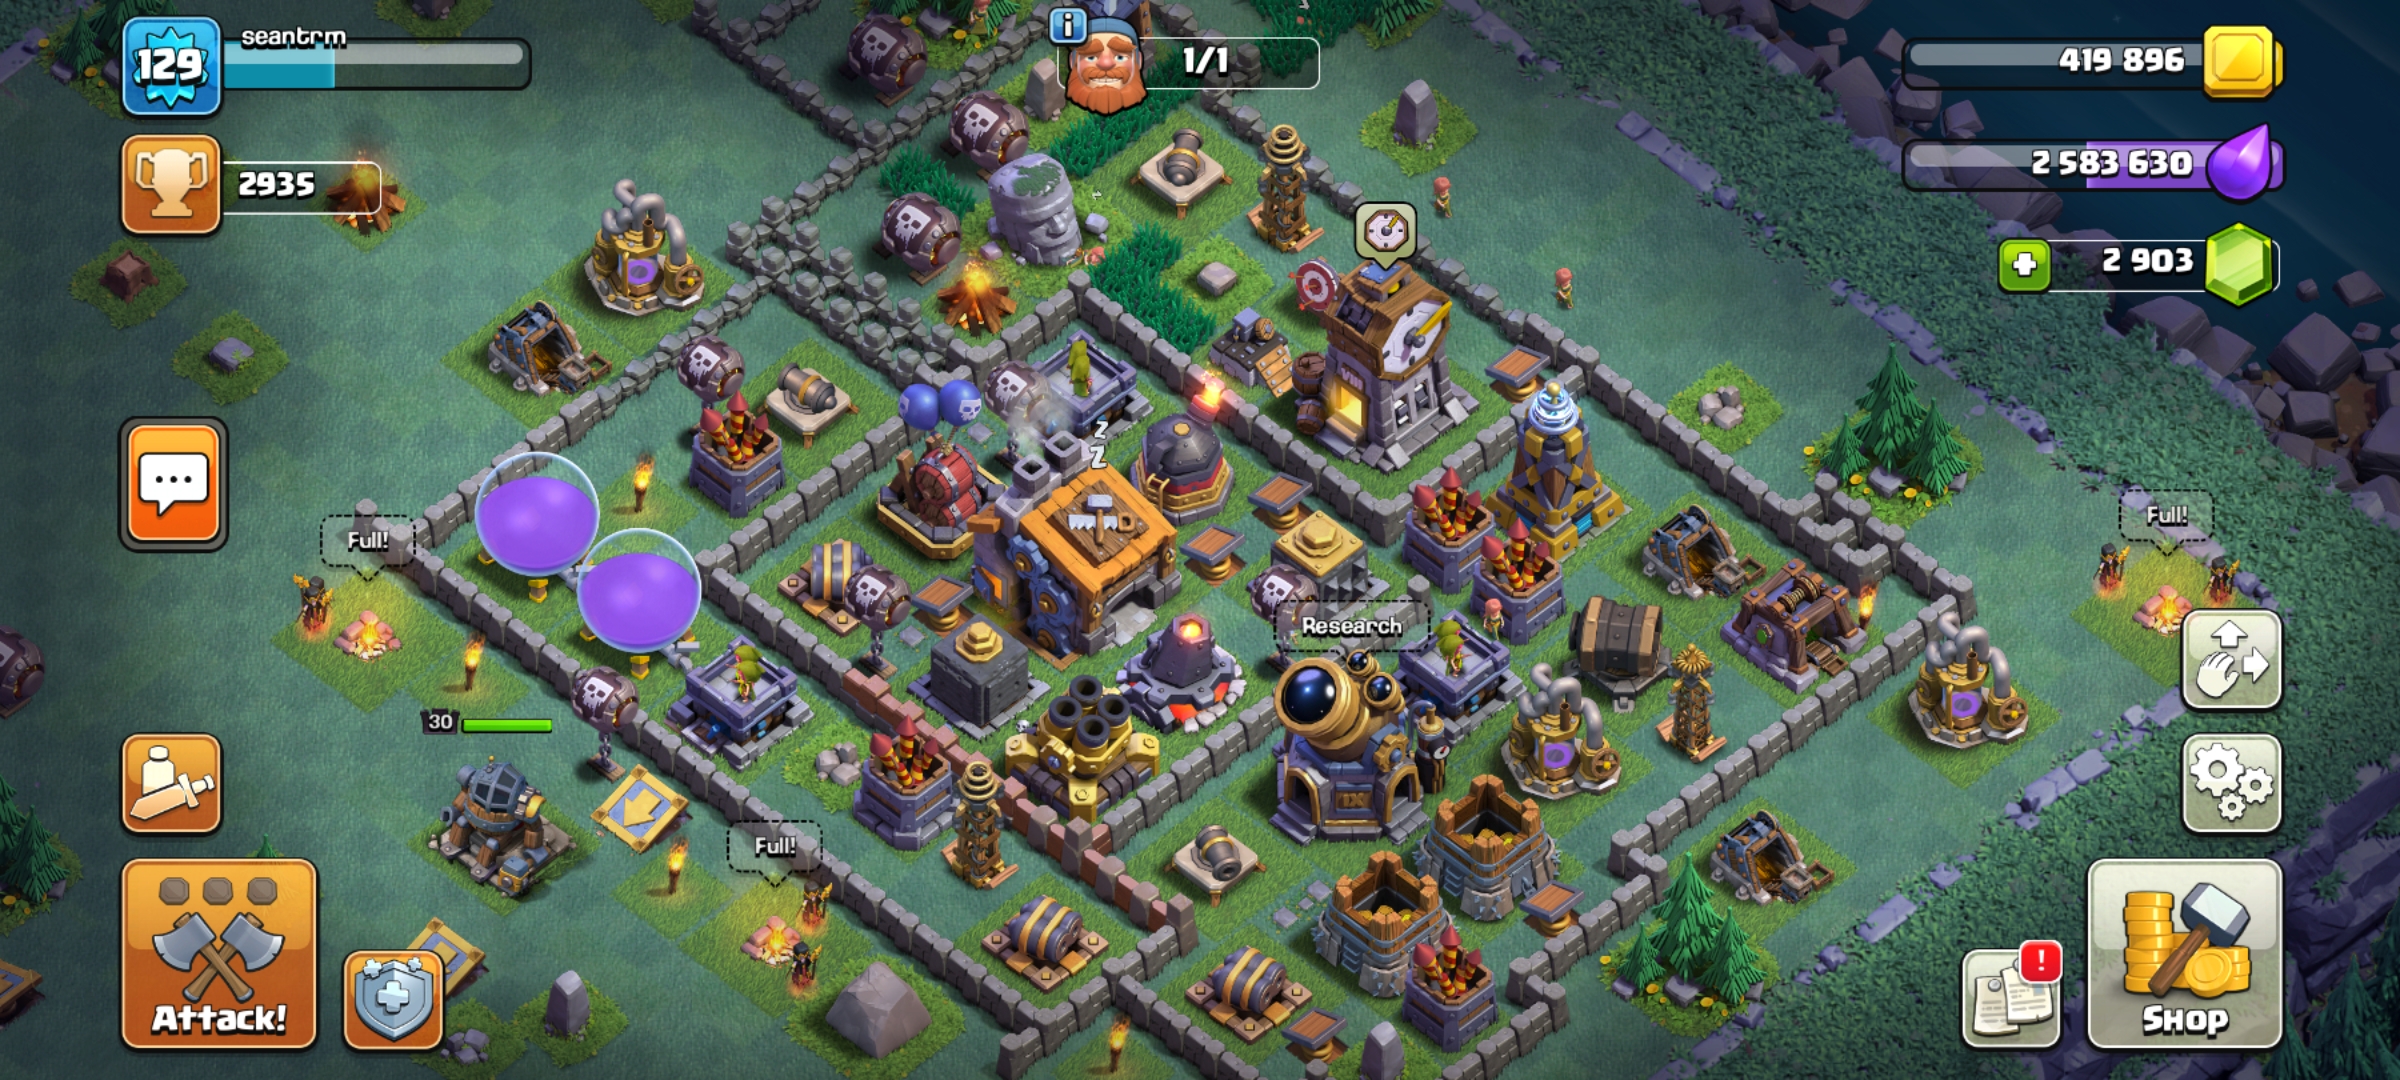 129
seantrm
1/1
419 896
2935
2 583 630
2 903
Z
Z
Full!
Full!
Research
30
IX
Full!
Attack!
!
Shop